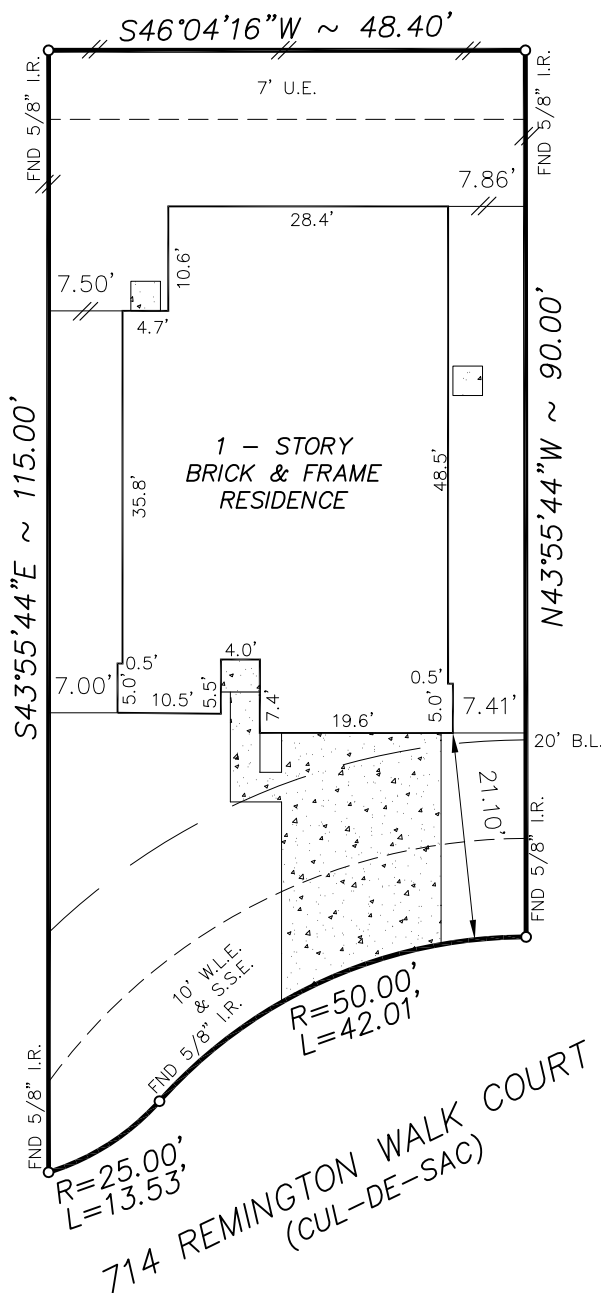 S46°04'16"W ~ 48.40'
FND 5/8" I.R.
FND 5/8" I.R.
7' U.E.
7.86'
28.4'
10.6'
7.50'
4.7'
S43°55'44"E ~ 115.00'
N43°55'44"W ~ 90.00'
1 - STORY
BRICK & FRAME
RESIDENCE
35.8'
48.5'
4.0'
0.5'
0.5'
7.00'
5.0'
10.5'
5.5'
7.4'
19.6'
5.0'
7.41'
20' B.L.
21.10'
FND 5/8" I.R.
10' W.L.E.
& S.S.E.
FND 5/8" I.R.
R=50.00'
L=42.01'
FND 5/8" I.R.
R=25.00'
L=13.53'
714 REMINGTON WALK COURT
(CUL-DE-SAC)